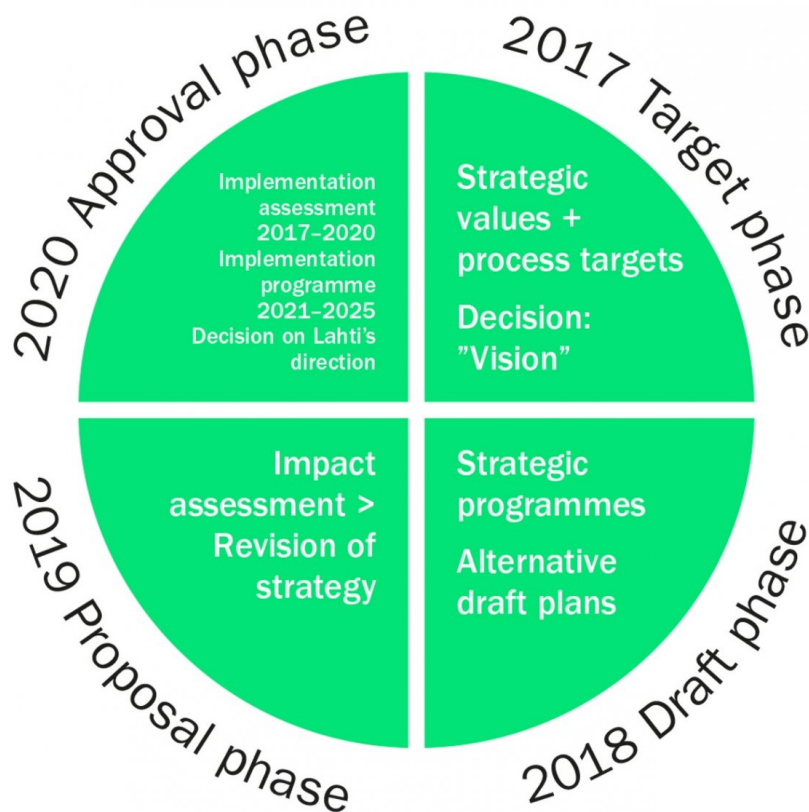 2017 Target phase
Strategic
values +
process targets
Decision:
”Vision”
2018 Draft phase
Strategic
programmes
Alternative
draft plans
2019 Proposal phase
Impact
assessment >
Revision of
strategy
2020 Approval phase
Implementation
assessment
2017–2020
Implementation
programme
2021–2025
Decision on Lahti’s
direction